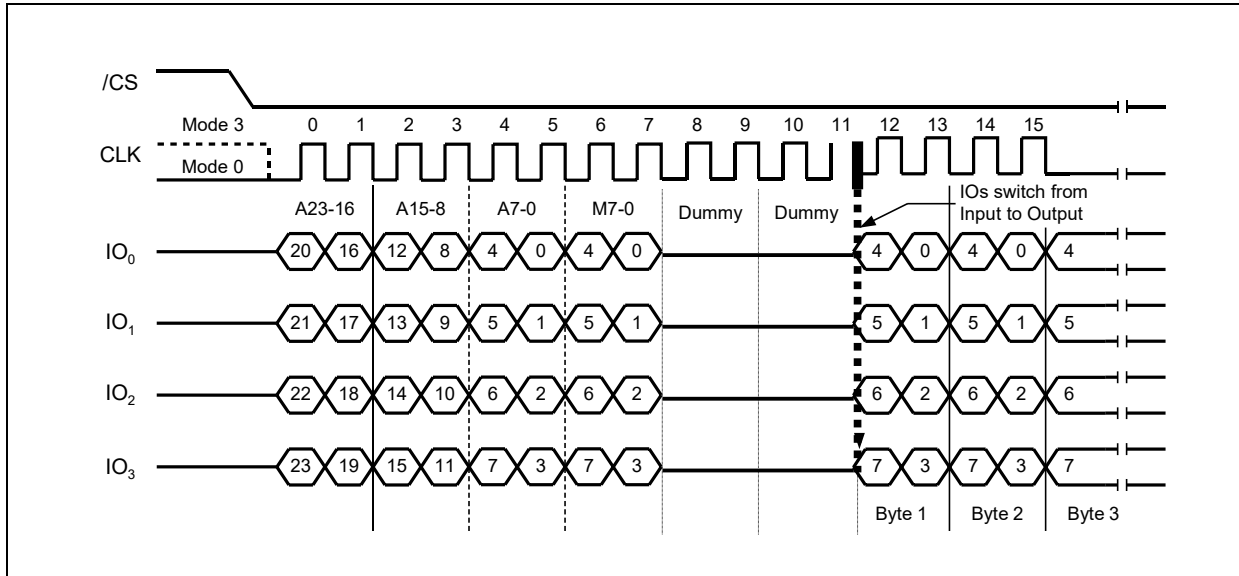 /CS
Mode 3 0 1 2 3 4 5 6 7 8 9 10 11 12 13 14 15
CLK
Mode 0
IOs switch from
Input to Output
A23-16 A15-8 A7-0 M7-0 Dummy Dummy
IO0 20 16 12 8 4 0 4 0 4 0 4 0 4
IO1 21 17 13 9 5 1 5 1 5 1 5 1 5
IO2 22 18 14 10 6 2 6 2 6 2 6 2 6
IO3 23 19 15 11 7 3 7 3 7 3 7 3 7
Byte 1 Byte 2 Byte 3